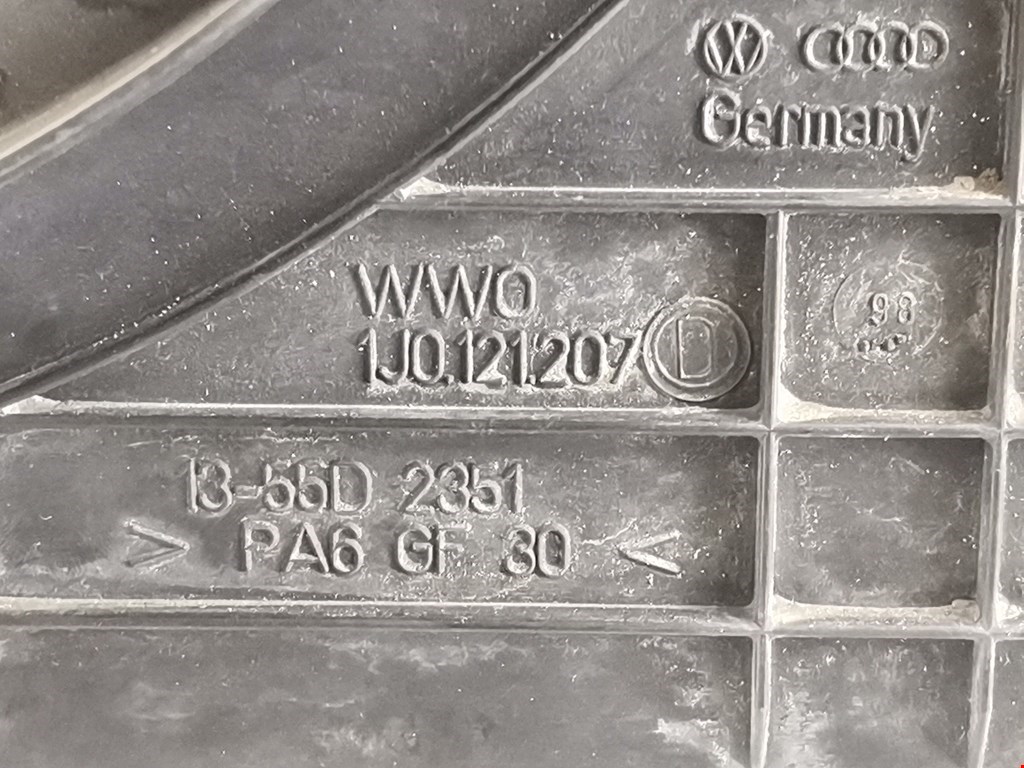 Germany
WWO
1J0.121.207 D
98
13-55D 2351
> PA6 GF 30 <